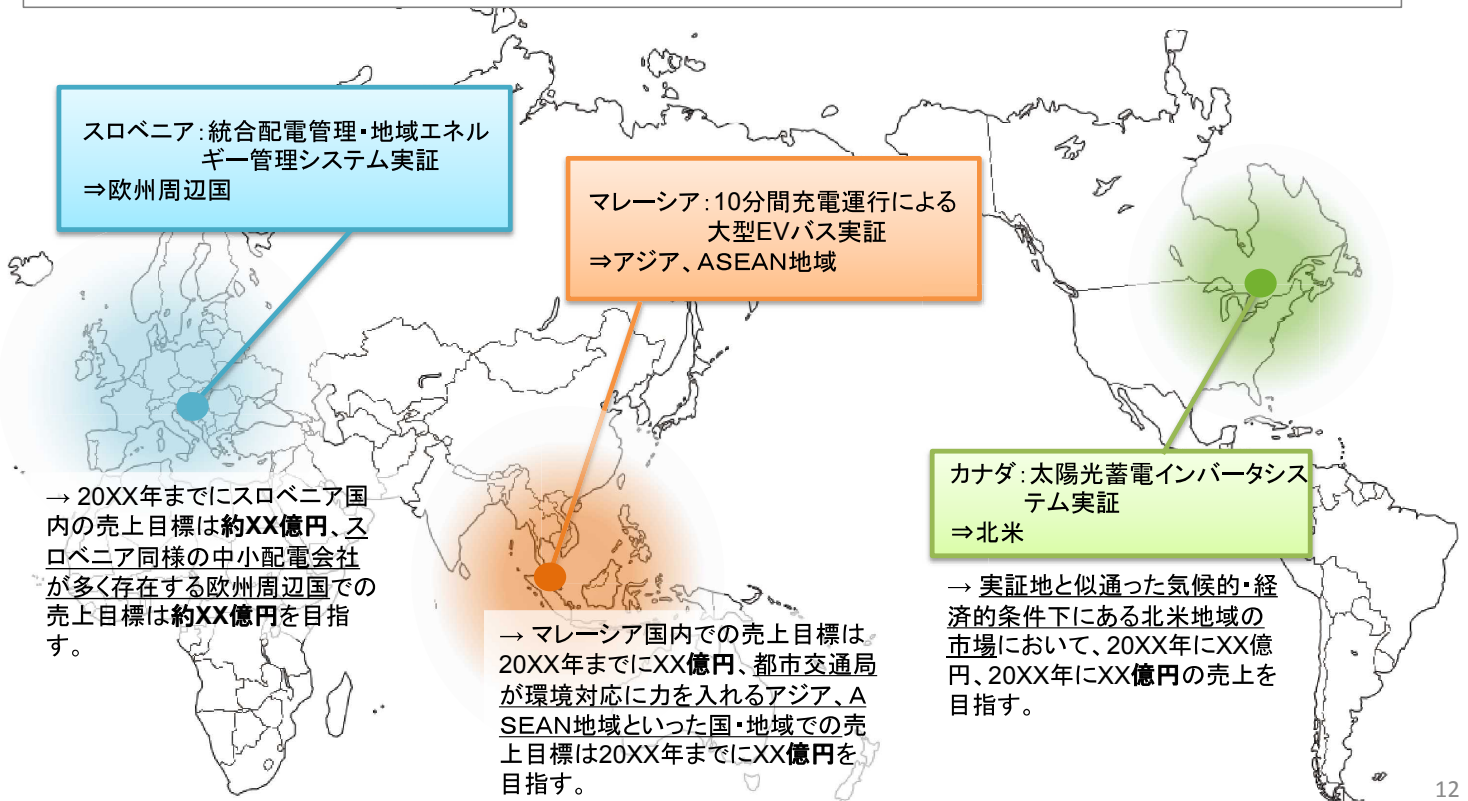 スロベニア:統合配電管理・地域エネル
ギー管理システム実証
⇒欧州周辺国
マレーシア:10分間充電運行による
大型EVバス実証
⇒アジア、ASEAN地域
カナダ:太陽光蓄電インバータシス
テム実証
⇒北米
→ 20XX年までにスロベニア国
内の売上目標は約XX億円、ス
ロベニア同様の中小配電会社
が多く存在する欧州周辺国での
売上目標は約XX億円を目指
す。
→ マレーシア国内での売上目標は
20XX年までにXX億円、都市交通局
が環境対応に力を入れるアジア、A
SEAN地域といった国・地域での売
上目標は20XX年までにXX億円を
目指す。
→ 実証地と似通った気候的・経
済的条件下にある北米地域の
市場において、20XX年にXX億
円、20XX年にXX億円の売上を
目指す。
12